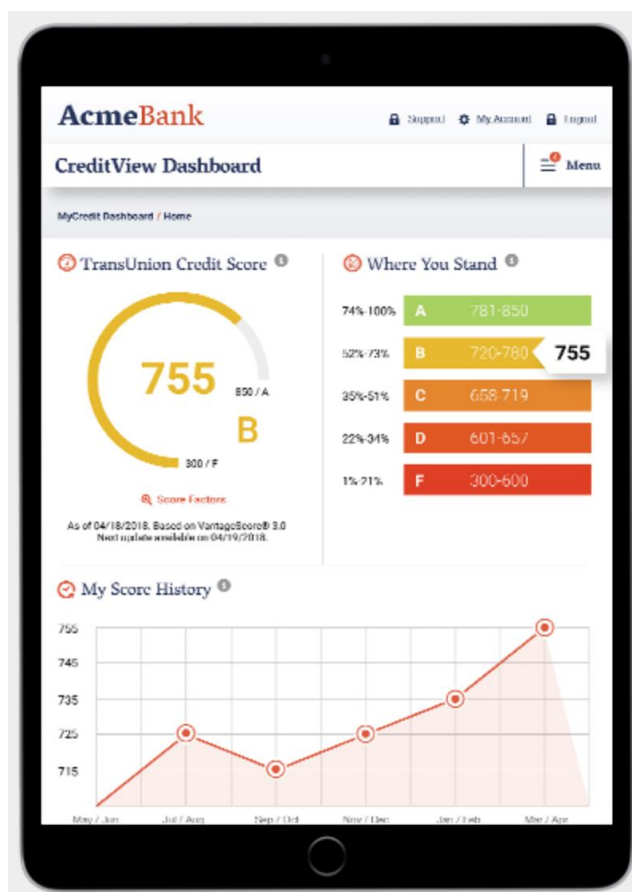 AcmeBank
Support My Account Logout
CreditView Dashboard
4 Menu
MyCredit Dashboard / Home
TransUnion Credit Score i
755
850 / A
B
300 / F
Score Factors
As of 04/18/2018. Based on VantageScore® 3.0
Next update available on 04/19/2018.
Where You Stand i
74%-100% A 781-850
52%-73% B 720-780 755
35%-51% C 658-719
22%-34% D 601-657
1%-21% F 300-600
My Score History i
755
745
735
725
715
May / Jun Jul / Aug Sep / Oct Nov / Dec Jan / Feb Mar / Apr